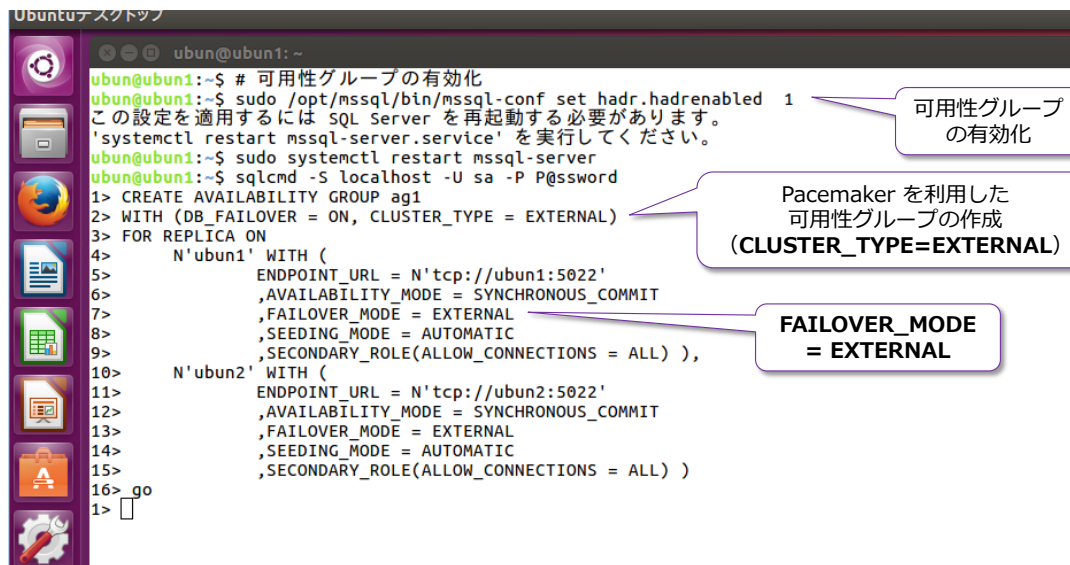 Ubuntuデスクトップ
ubun@ubun1: ~
ubun@ubun1:~$ # 可用性グループの有効化
ubun@ubun1:~$ sudo /opt/mssql/bin/mssql-conf set hadr.hadrenabled  1
この設定を適用するには SQL Server を再起動する必要があります。
'systemctl restart mssql-server.service' を実行してください。
ubun@ubun1:~$ sudo systemctl restart mssql-server
ubun@ubun1:~$ sqlcmd -S localhost -U sa -P P@ssword
1> CREATE AVAILABILITY GROUP ag1
2> WITH (DB_FAILOVER = ON, CLUSTER_TYPE = EXTERNAL)
3> FOR REPLICA ON
4>      N'ubun1' WITH (
5>              ENDPOINT_URL = N'tcp://ubun1:5022'
6>              ,AVAILABILITY_MODE = SYNCHRONOUS_COMMIT
7>              ,FAILOVER_MODE = EXTERNAL
8>              ,SEEDING_MODE = AUTOMATIC
9>              ,SECONDARY_ROLE(ALLOW_CONNECTIONS = ALL) ),
10>     N'ubun2' WITH (
11>             ENDPOINT_URL = N'tcp://ubun2:5022'
12>             ,AVAILABILITY_MODE = SYNCHRONOUS_COMMIT
13>             ,FAILOVER_MODE = EXTERNAL
14>             ,SEEDING_MODE = AUTOMATIC
15>             ,SECONDARY_ROLE(ALLOW_CONNECTIONS = ALL) )
16> go
1>
可用性グループ
の有効化
Pacemaker を利用した
可用性グループの作成
（CLUSTER_TYPE=EXTERNAL）
FAILOVER_MODE
= EXTERNAL